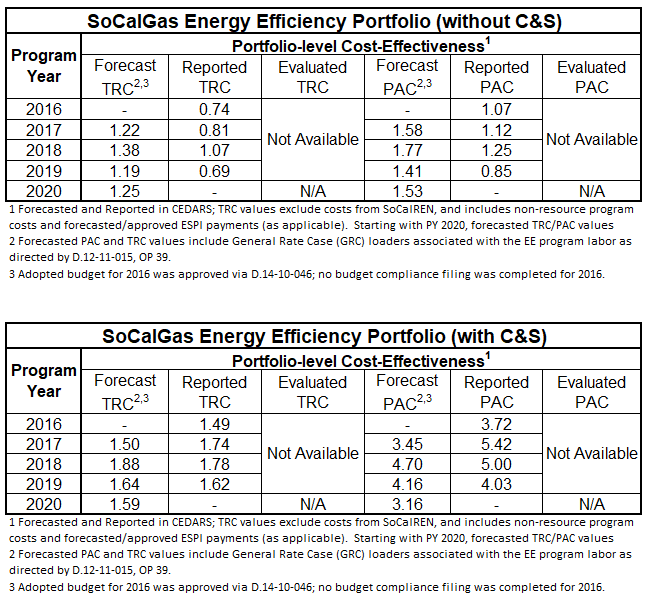 SoCalGas Energy Efficiency Portfolio (without C&S)
Program Year
Portfolio-level Cost-Effectiveness1
Forecast TRC2,3 Reported TRC Evaluated TRC Forecast PAC2,3 Reported PAC Evaluated PAC
2016 - 0.74 Not Available - 1.07 Not Available
2017 1.22 0.81 1.58 1.12
2018 1.38 1.07 1.77 1.25
2019 1.19 0.69 1.41 0.85
2020 1.25 - N/A 1.53 - N/A
1 Forecasted and Reported in CEDARS; TRC values exclude costs from SoCalREN, and includes non-resource program
costs and forecasted/approved ESPI payments (as applicable).  Starting with PY 2020, forecasted TRC/PAC values
2 Forecasted PAC and TRC values include General Rate Case (GRC) loaders associated with the EE program labor as
directed by D.12-11-015, OP 39.
3 Adopted budget for 2016 was approved via D.14-10-046; no budget compliance filing was completed for 2016.
SoCalGas Energy Efficiency Portfolio (with C&S)
Program Year
Portfolio-level Cost-Effectiveness1
Forecast TRC2,3 Reported TRC Evaluated TRC Forecast PAC2,3 Reported PAC Evaluated PAC
2016 - 1.49 Not Available - 3.72 Not Available
2017 1.50 1.74 3.45 5.42
2018 1.88 1.78 4.70 5.00
2019 1.64 1.62 4.16 4.03
2020 1.59 - N/A 3.16 - N/A
1 Forecasted and Reported in CEDARS; TRC values exclude costs from SoCalREN, and includes non-resource program
costs and forecasted/approved ESPI payments (as applicable).  Starting with PY 2020, forecasted TRC/PAC values
2 Forecasted PAC and TRC values include General Rate Case (GRC) loaders associated with the EE program labor as
directed by D.12-11-015, OP 39.
3 Adopted budget for 2016 was approved via D.14-10-046; no budget compliance filing was completed for 2016.